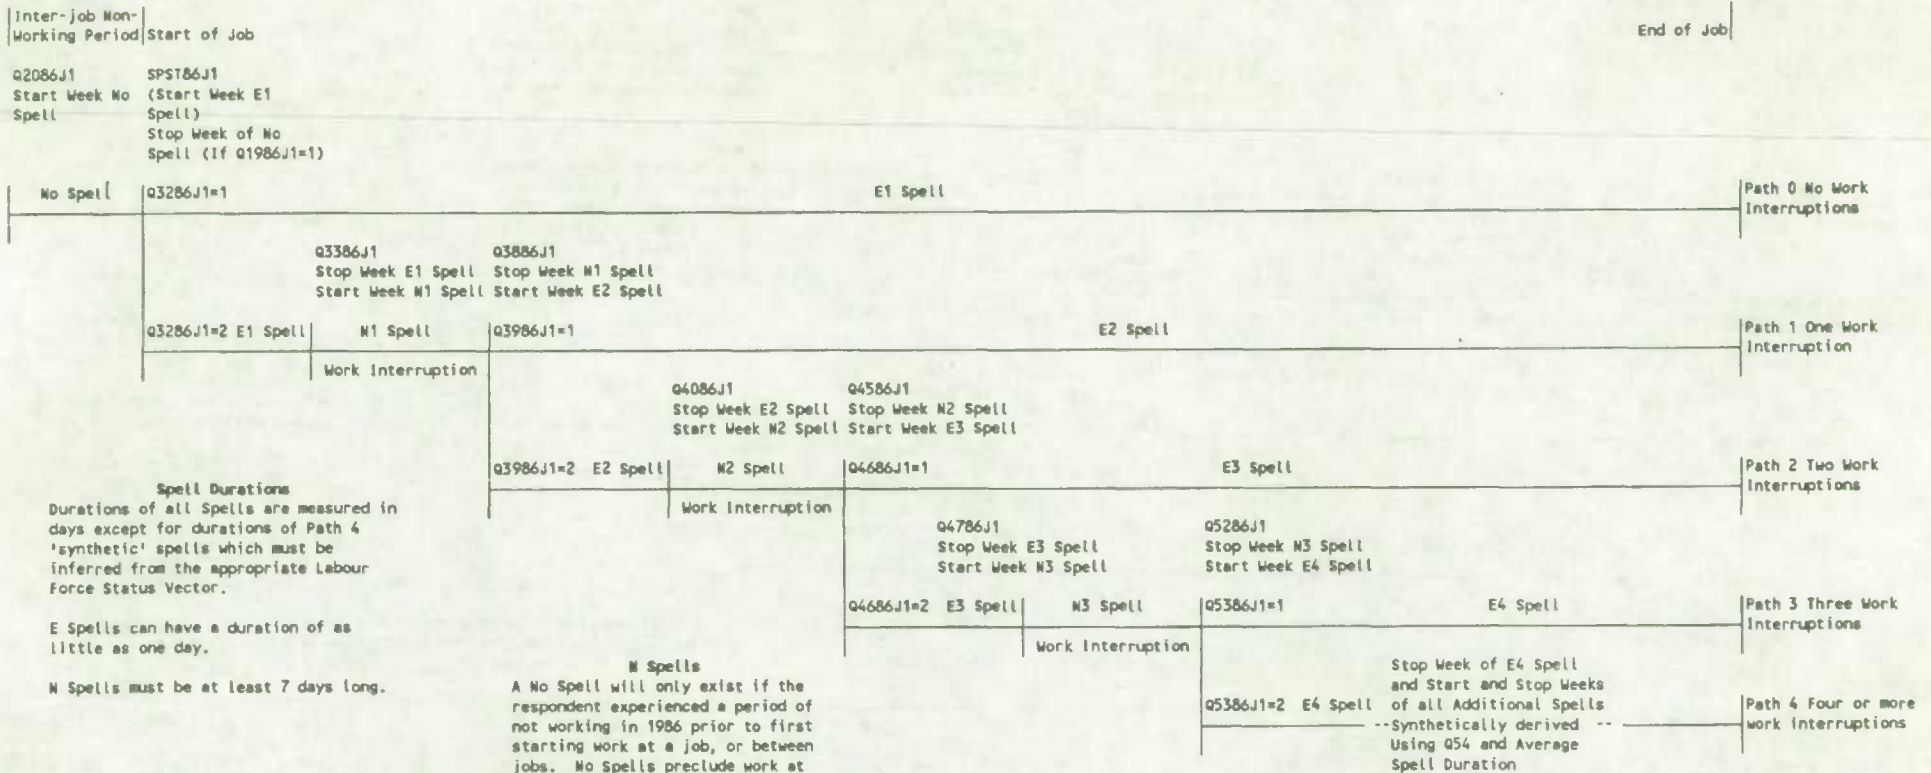 Inter-job Non-
Working Period Start of Job
End of Job
Q2086J1
Start Week No
Spell
SPST86J1
(Start Week E1
Spell)
Stop Week of No
Spell (If Q1986J1=1)
No Spell
Q3286J1=1
E1 Spell
Path 0 No Work
Interruptions
Q3386J1
Stop Week E1 Spell
Start Week N1 Spell
Q3886J1
Stop Week N1 Spell
Start Week E2 Spell
Q3286J1=2 E1 Spell
N1 Spell
Work Interruption
Q3986J1=1
E2 Spell
Path 1 One Work
Interruption
Q4086J1
Stop Week E2 Spell
Start Week N2 Spell
Q4586J1
Stop Week N2 Spell
Start Week E3 Spell
Q3986J1=2 E2 Spell
N2 Spell
Work Interruption
Q4686J1=1
E3 Spell
Path 2 Two Work
Interruptions
Spell Durations
Durations of all Spells are measured in
days except for durations of Path 4
'synthetic' spells which must be
inferred from the appropriate Labour
Force Status Vector.
E Spells can have a duration of as
little as one day.
N Spells must be at least 7 days long.
Q4786J1
Stop Week E3 Spell
Start Week N3 Spell
Q5286J1
Stop Week N3 Spell
Start Week E4 Spell
Q4686J1=2 E3 Spell
N3 Spell
Work Interruption
Q5386J1=1
E4 Spell
Path 3 Three Work
Interruptions
N Spells
A No Spell will only exist if the
respondent experienced a period of
not working in 1986 prior to first
starting work at a job, or between
jobs. No Spells preclude work at
Q5386J1=2 E4 Spell
Stop Week of E4 Spell
and Start and Stop Weeks
of all Additional Spells
--Synthetically derived --
Using Q54 and Average
Spell Duration
Path 4 Four or more
work interruptions